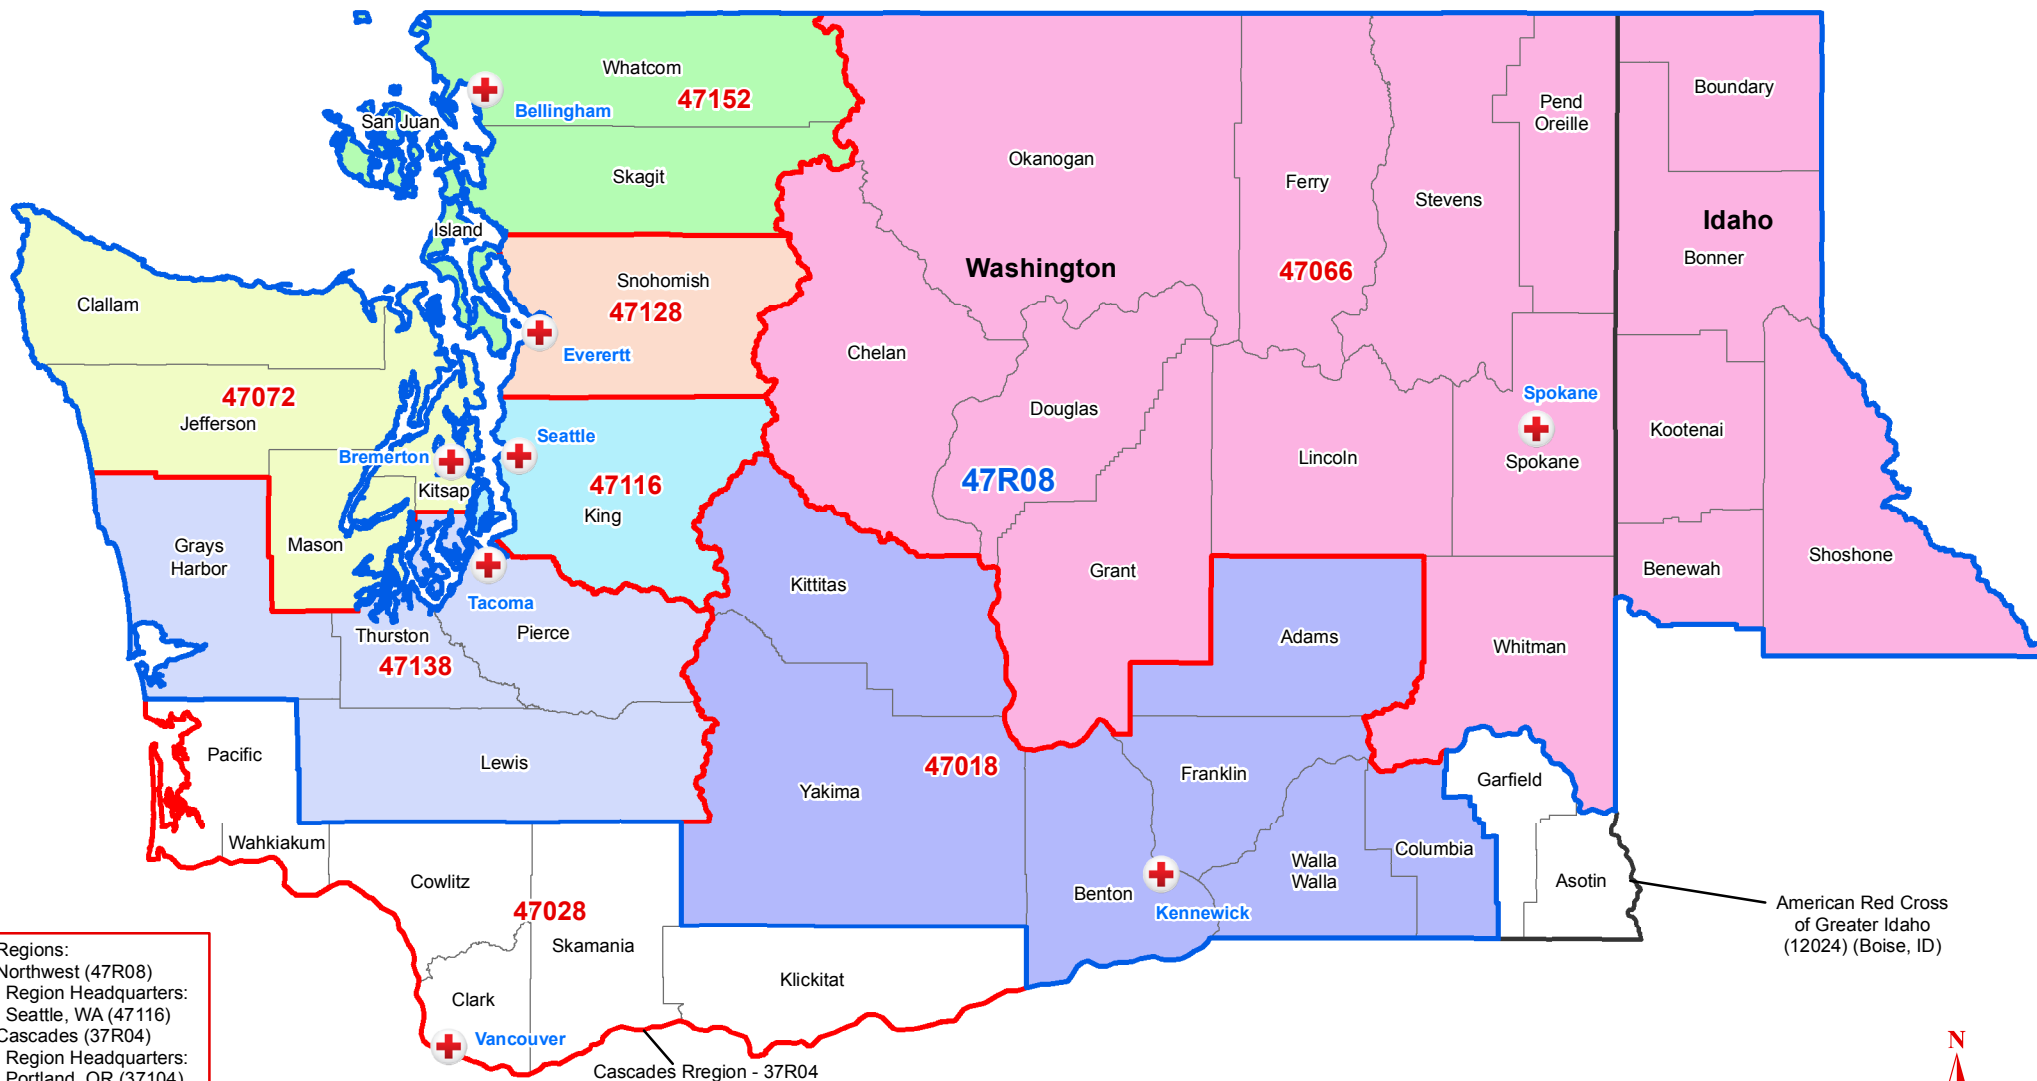 Whatcom
47152
Bellingham
San Juan
Skagit
Island
Okanogan
Ferry
Stevens
Pend
Oreille
Boundary
Idaho
Bonner
Washington
47066
Clallam
Snohomish
47128
Everertt
Chelan
Douglas
47072
Jefferson
Seattle
Bremerton
Kitsap
47116
King
47R08
Lincoln
Spokane
Spokane
Kootenai
Grays
Harbor
Mason
Tacoma
Thurston
Pierce
47138
Kittitas
Grant
Adams
Whitman
Benewah
Shoshone
Pacific
Lewis
Yakima
47018
Franklin
Garfield
Wahkiakum
Cowlitz
47028
Skamania
Benton
Kennewick
Walla
Walla
Columbia
Asotin
American Red Cross
of Greater Idaho
(12024) (Boise, ID)
Clark
Klickitat
Vancouver
Cascades Rregion - 37R04
Regions:
Northwest (47R08)
Region Headquarters:
Seattle, WA (47116)
Cascades (37R04)
Region Headquarters:
Portland, OR (37104)
N